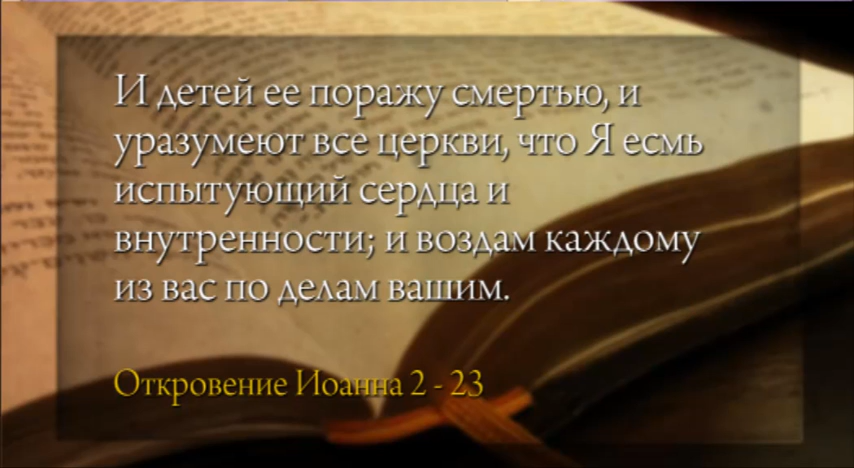 И детей ее поражу смертью, и
уразумеют все церкви, что Я есмь
испытующий сердца и
внутренности; и воздам каждому
из вас по делам вашим.
Откровение Иоанна 2 - 23